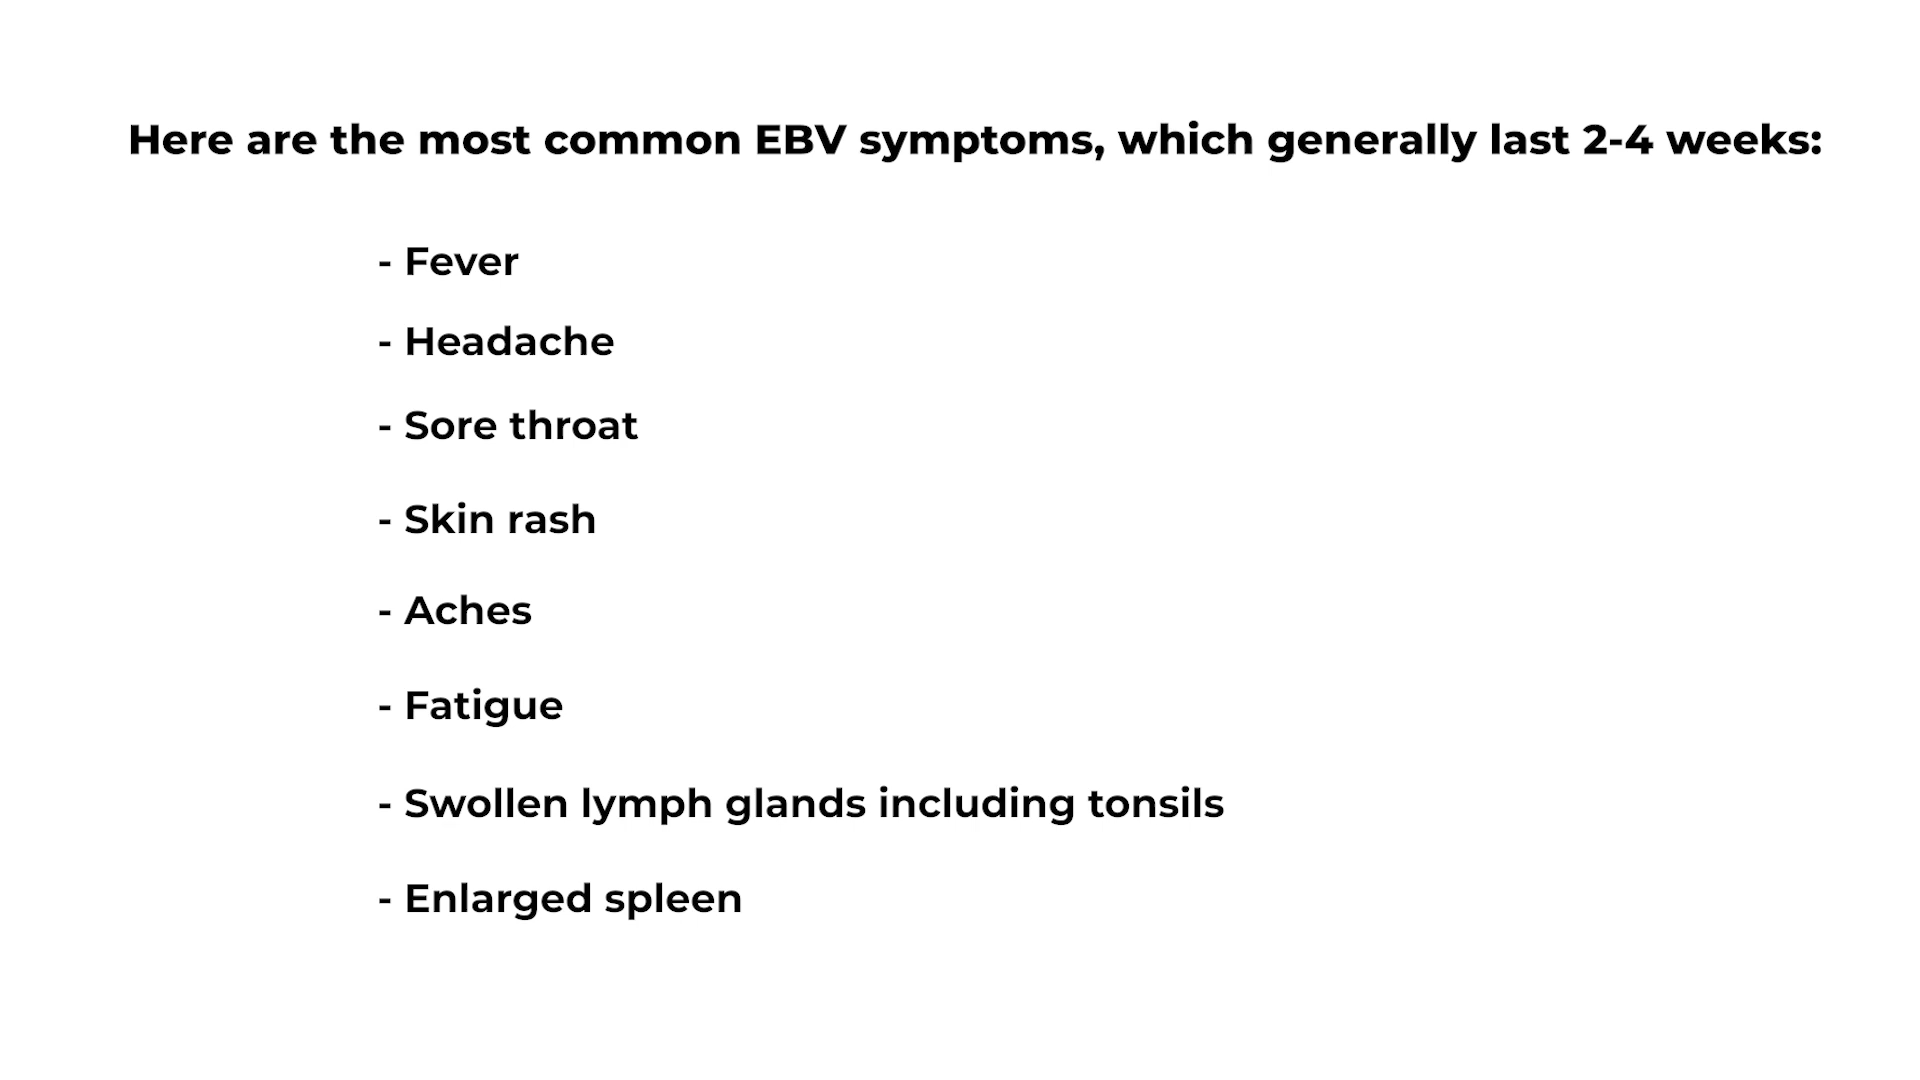 Here are the most common EBV symptoms, which generally last 2-4 weeks:
- Fever
- Headache
- Sore throat
- Skin rash
- Aches
- Fatigue
- Swollen lymph glands including tonsils
- Enlarged spleen